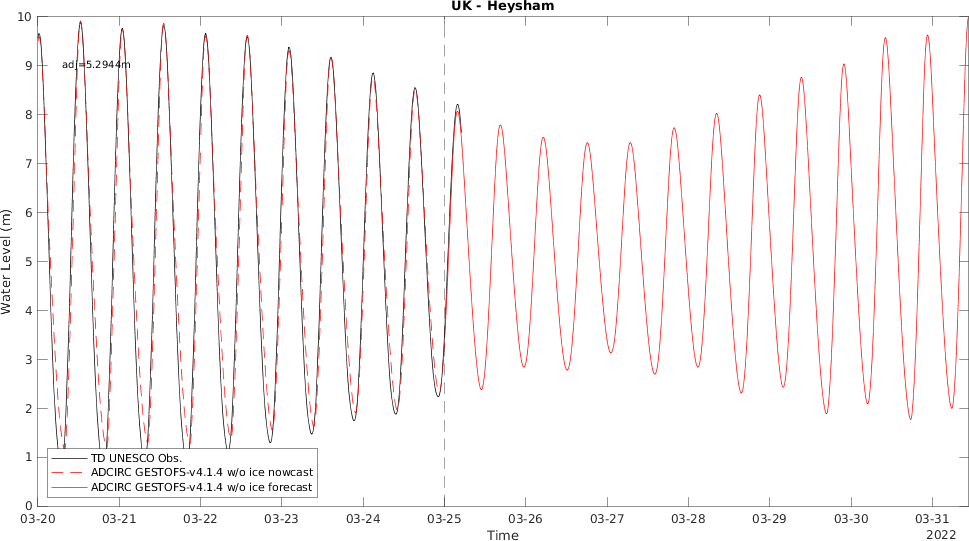 UK - Heysham
10
9
8
7
6
5
4
3
2
1
0
Water Level (m)
adj=5.2944m
TD UNESCO Obs.
ADCIRC GESTOFS-v4.1.4 w/o ice nowcast
ADCIRC GESTOFS-v4.1.4 w/o ice forecast
03-20 03-21 03-22 03-23 03-24 03-25 03-26 03-27 03-28 03-29 03-30 03-31
Time
2022